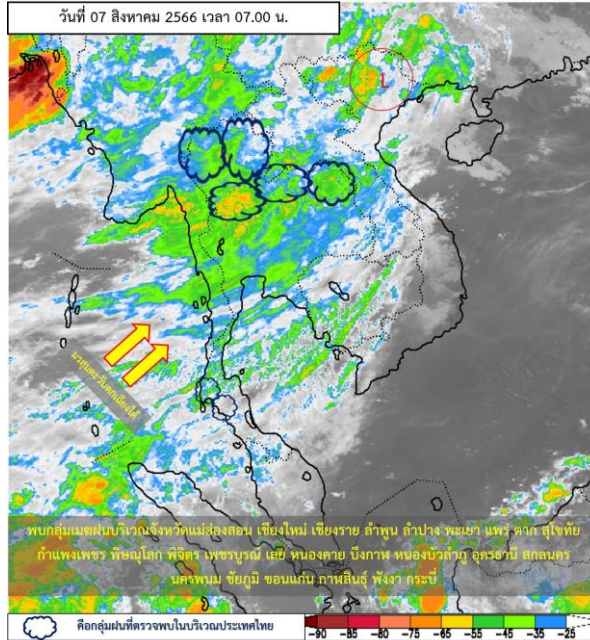 วันที่ 07 สิงหาคม 2566 เวลา 07.00 น.
L
มรสุมตะวันตกเฉียงใต้
พบกลุ่มเมฆฝนบริเวณจังหวัดแม่ฮ่องสอน เชียงใหม่ เชียงราย ลำพูน ลำปาง พะเยา แพร่ ตาก สุโขทัย
กำแพงเพชร พิษณุโลก พิจิตร เพชรบูรณ์ เลย หนองคาย บึงกาฬ หนองบัวลำภู อุดรธานี สกลนคร
นครพนม ชัยภูมิ ขอนแก่น กาฬสินธุ์ พังงา กระบี่
คือกลุ่มฝนที่ตรวจพบในบริเวณประเทศไทย
-90 -85 -80 -75 -65 -55 -45 -35 -25